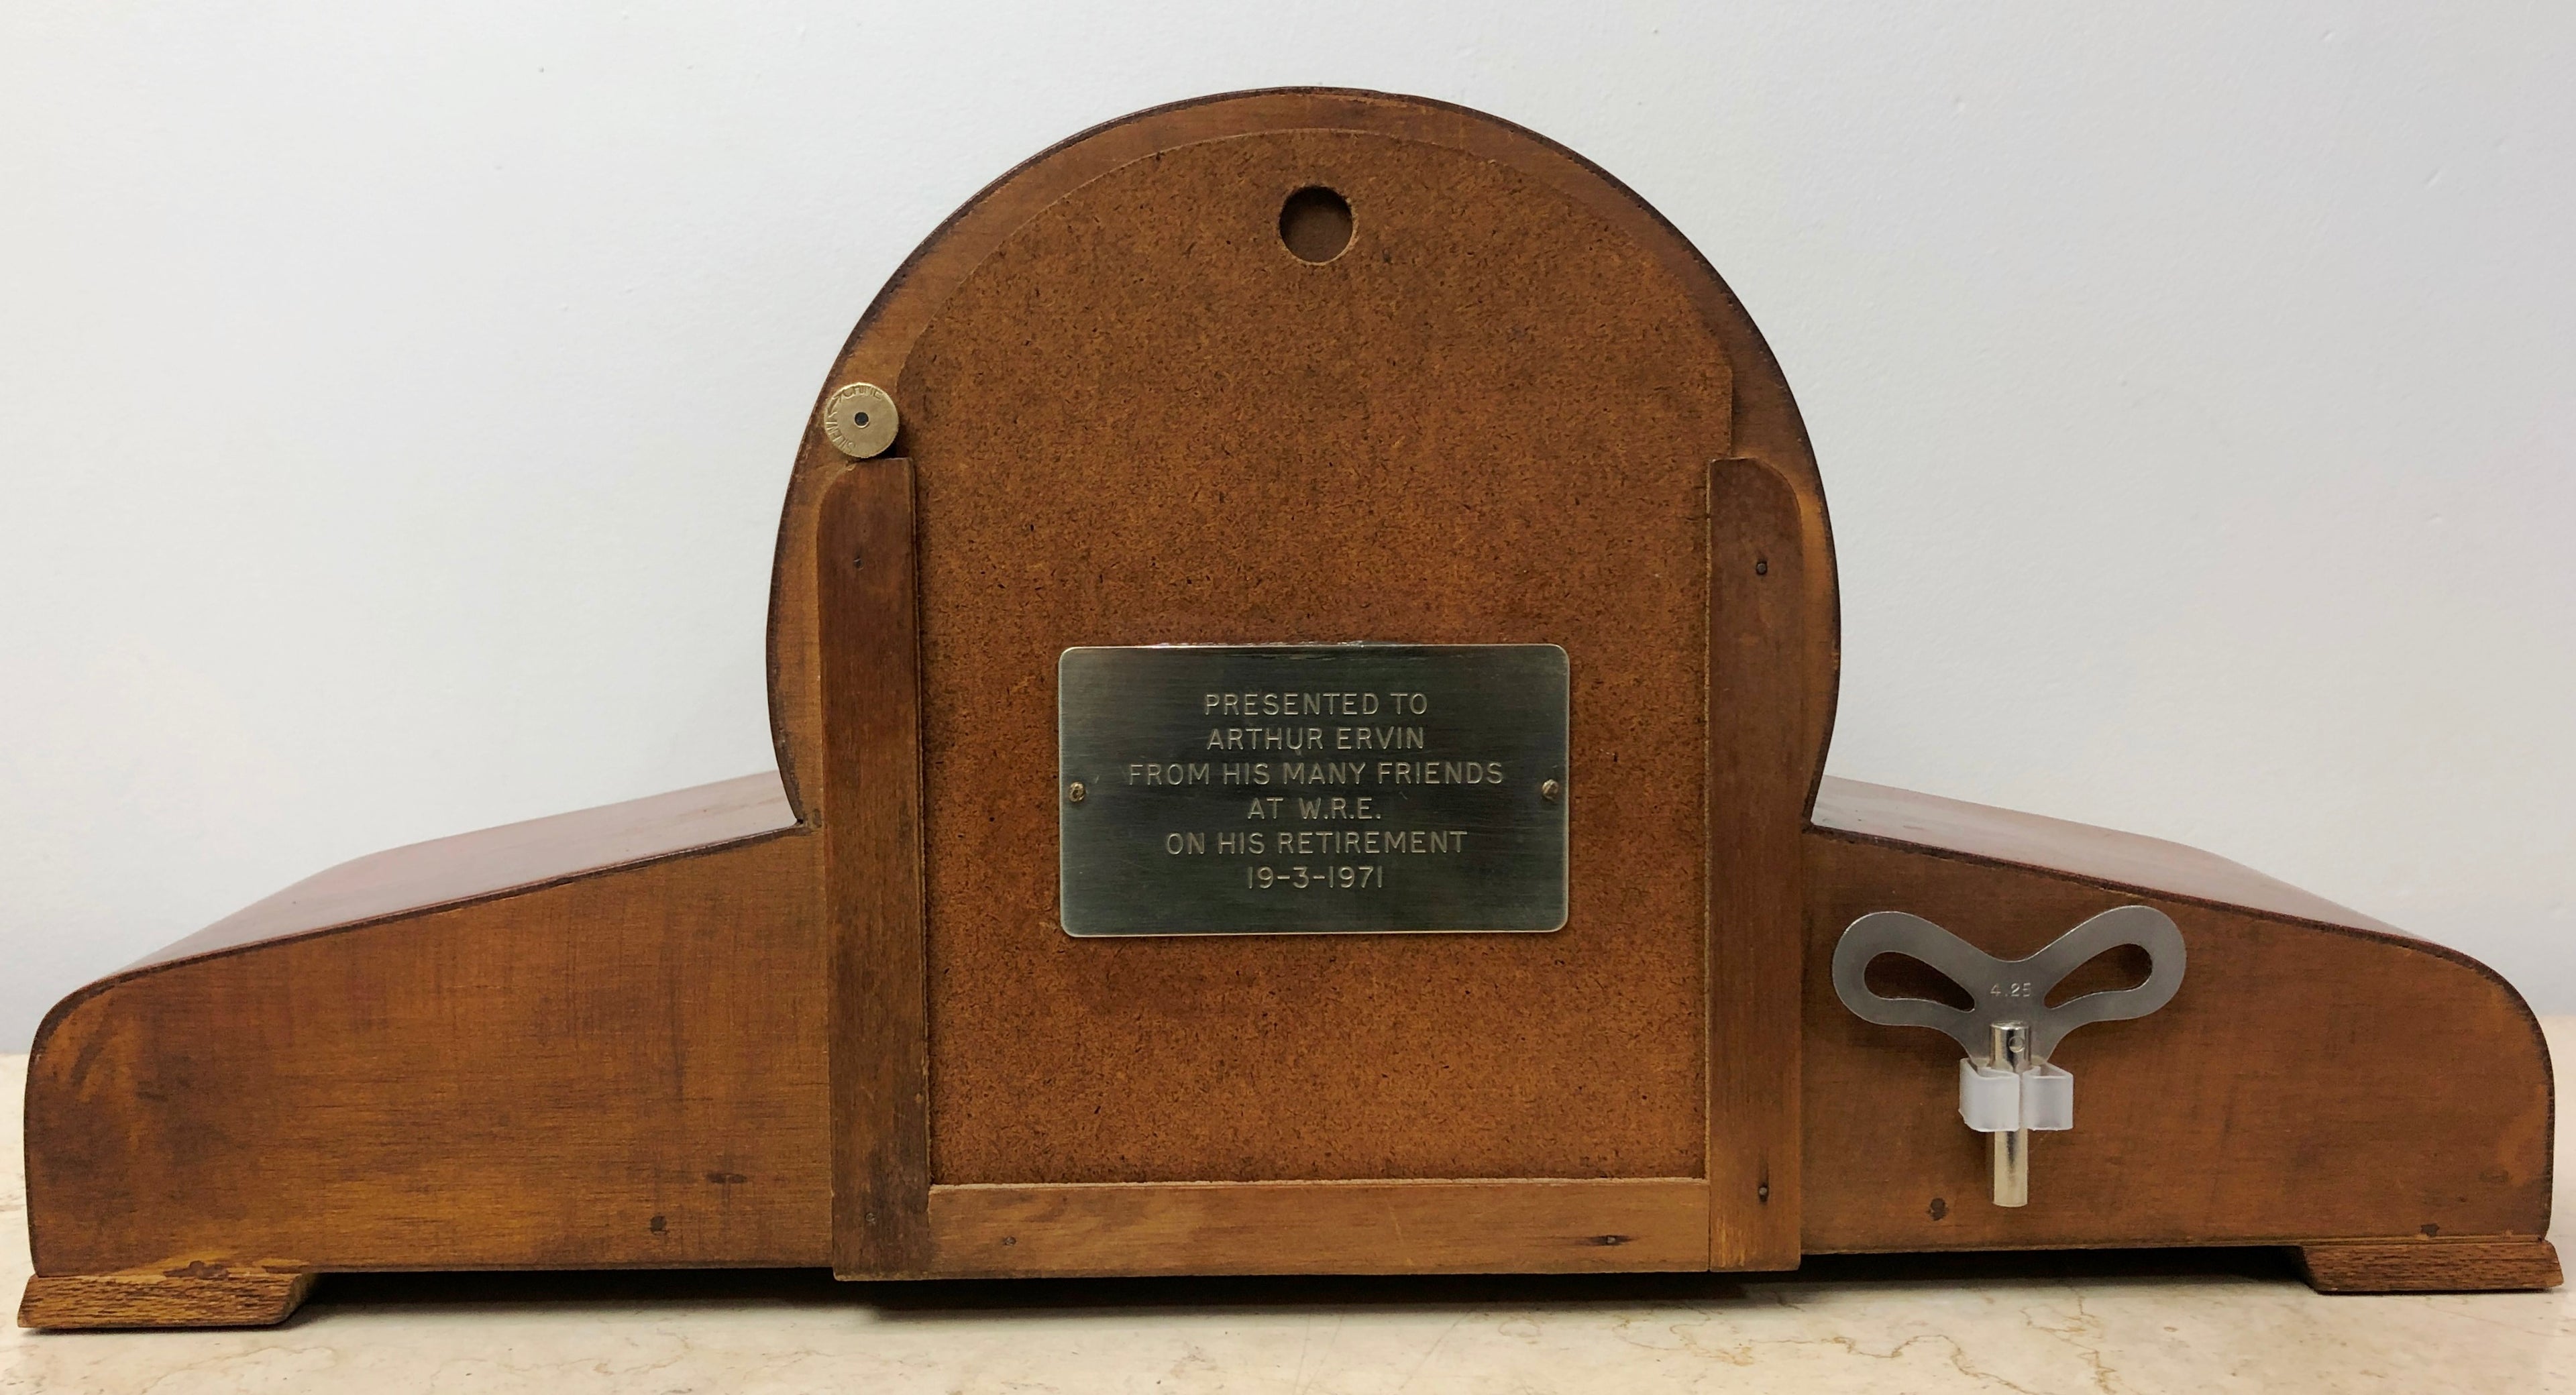 PRESENTED TO
ARTHUR ERVIN
FROM HIS MANY FRIENDS
AT W.R.E.
ON HIS RETIREMENT
19-3-1971
4.25